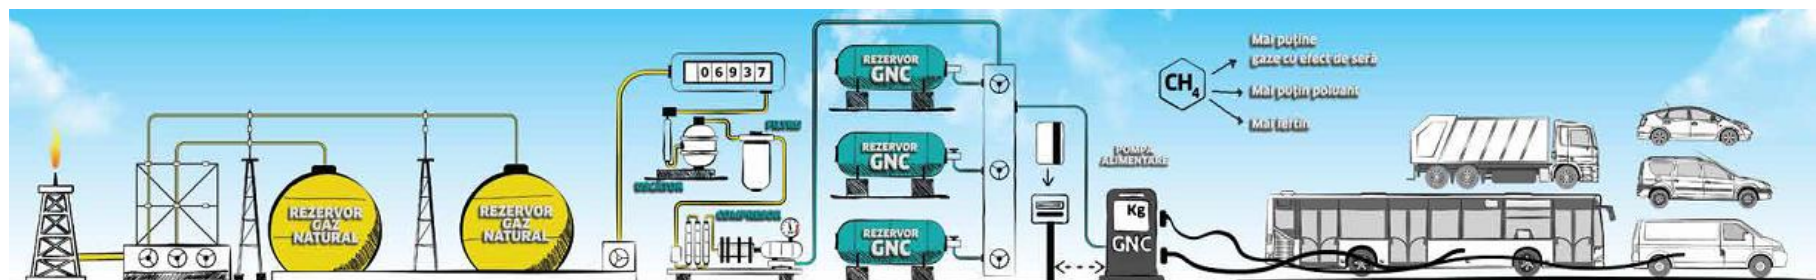 REZERVOR
GAZ
NATURAL
REZERVOR
GAZ
NATURAL
06937
USCĂTOR
FILTRU
COMPRESOR
REZERVOR
GNC
REZERVOR
GNC
REZERVOR
GNC
POMPA
ALIMENTARE
Kg
GNC
CH4
Mai puține
gaze cu efect de seră
Mai puțin poluant
Mai ieftin